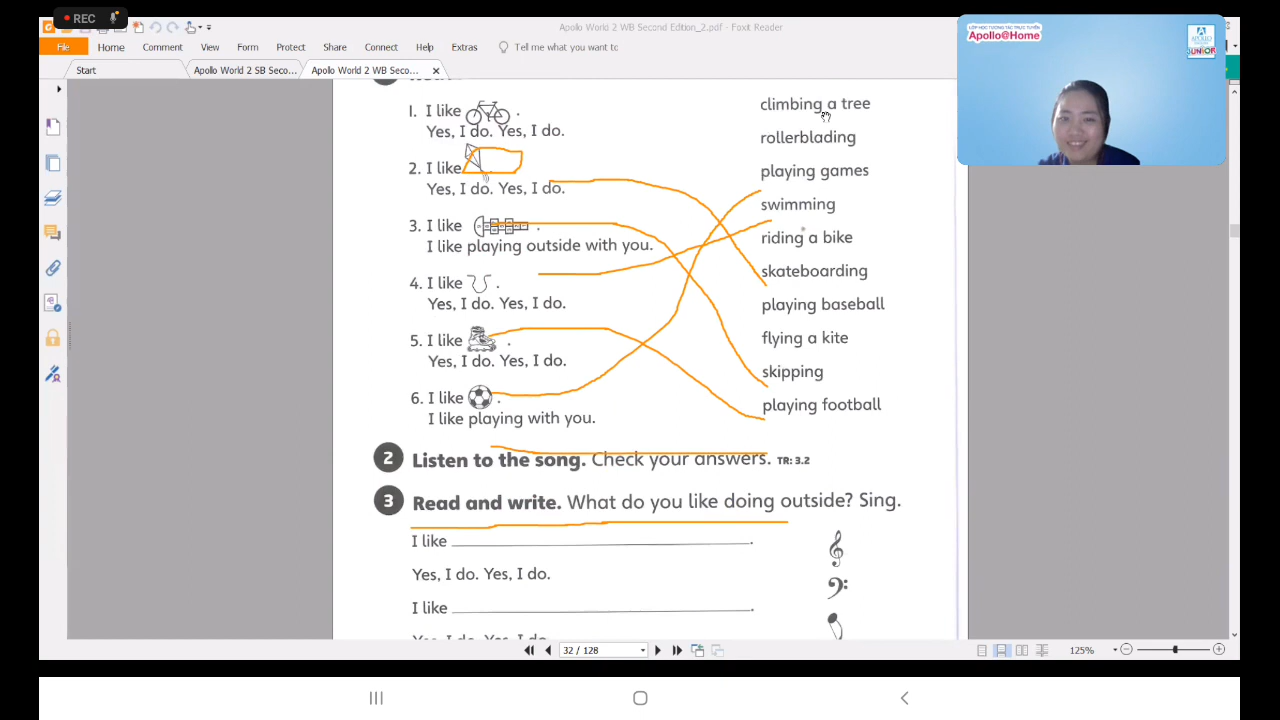 REC
Apollo World 2 WB Second Edition_2.pdf - Foxit Reader
File Home Comment View Form Protect Share Connect Help Extras Tell me what you want to
Start Apollo World 2 SB Seco... Apollo World 2 WB Seco...
Apollo@Home
APOLLO
JUNIOR
1. I like .
Yes, I do. Yes, I do.
2. I like
Yes, I do. Yes, I do.
3. I like .
I like playing outside with you.
4. I like .
Yes, I do. Yes, I do.
5. I like .
Yes, I do. Yes, I do.
6. I like .
I like playing with you.
climbing a tree
rollerblading
playing games
swimming
riding a bike
skateboarding
playing baseball
flying a kite
skipping
playing football
2 Listen to the song. Check your answers. TR: 3.2
3 Read and write. What do you like doing outside? Sing.
I like .
Yes, I do. Yes, I do.
I like .
Yes, I do. Yes, I do.
32 / 128
125%